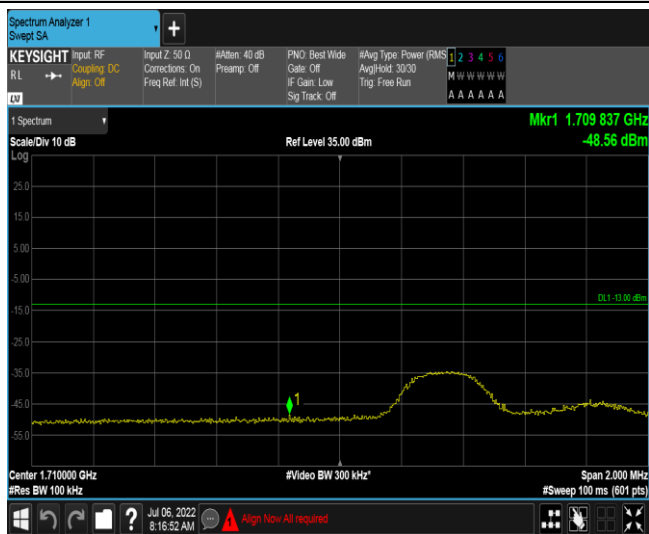 Spectrum Analyzer 1
Swept SA
+
KEYSIGHT
RL
LXI
Input: RF
Coupling: DC
Align: Off
Input Z: 50 Ω
Corrections: On
Freq Ref: Int (S)
#Atten: 40 dB
Preamp: Off
PNO: Best Wide
Gate: Off
IF Gain: Low
Sig Track: Off
#Avg Type: Power (RMS
Avg|Hold: 30/30
Trig: Free Run
1 2 3 4 5 6
M W W W W W
A A A A A A
1 Spectrum
Scale/Div 10 dB
Ref Level 35.00 dBm
Mkr1 1.709 837 GHz
-48.56 dBm
Log
25.0
15.0
5.00
-5.00
DL1 -13.00 dBm
-15.0
-25.0
-35.0
-45.0
1
-55.0
Center 1.710000 GHz
#Video BW 300 kHz*
Span 2.000 MHz
#Res BW 100 kHz
#Sweep 100 ms (601 pts)
?
Jul 06, 2022
8:16:52 AM
Align Now All required